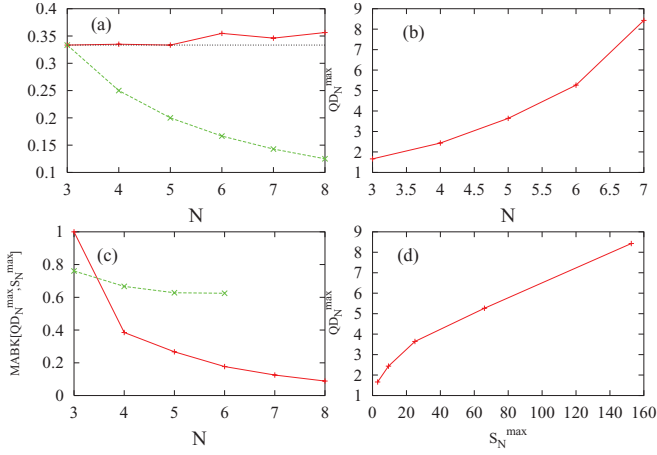 (a)
0.4
0.35
0.3
0.25
0.2
0.15
0.1
3 4 5 6 7 8
N
(b)
QD_N^max
9
8
7
6
5
4
3
2
1
3 3.5 4 4.5 5 5.5 6 6.5 7
N
(c)
MABK[QD_N^max,S_N^max]
1
0.8
0.6
0.4
0.2
0
3 4 5 6 7 8
N
(d)
QD_N^max
9
8
7
6
5
4
3
2
1
0 20 40 60 80 100 120 140 160
S_N^max